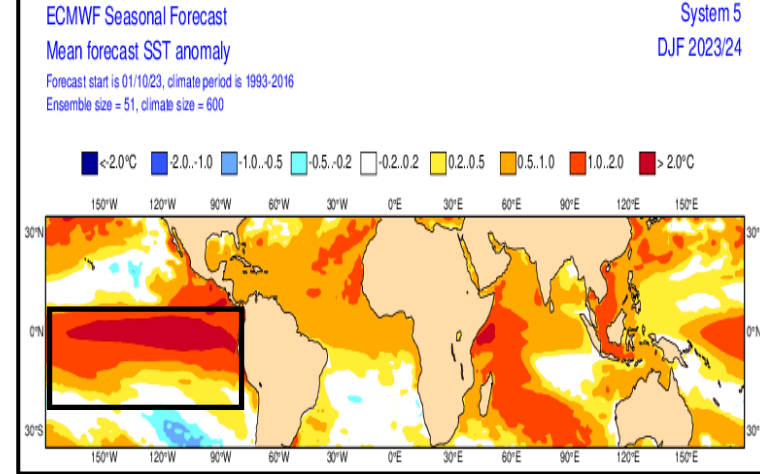 ECMWF Seasonal Forecast
System 5
Mean forecast SST anomaly
DJF 2023/24
Forecast start is 01/10/23, climate period is 1993-2016
Ensemble size = 51, climate size = 600
<-2.0°C -2.0..-1.0 -1.0..-0.5 -0.5..-0.2 -0.2..0.2 0.2..0.5 0.5..1.0 1.0..2.0 > 2.0°C
150°W 120°W 90°W 60°W 30°W 0°E 30°E 60°E 90°E 120°E 150°E
30°N 30°
0°N 0°N
30°S 30°
150°W 120°W 90°W 60°W 30°W 0°E 30°E 60°E 90°E 120°E 150°E